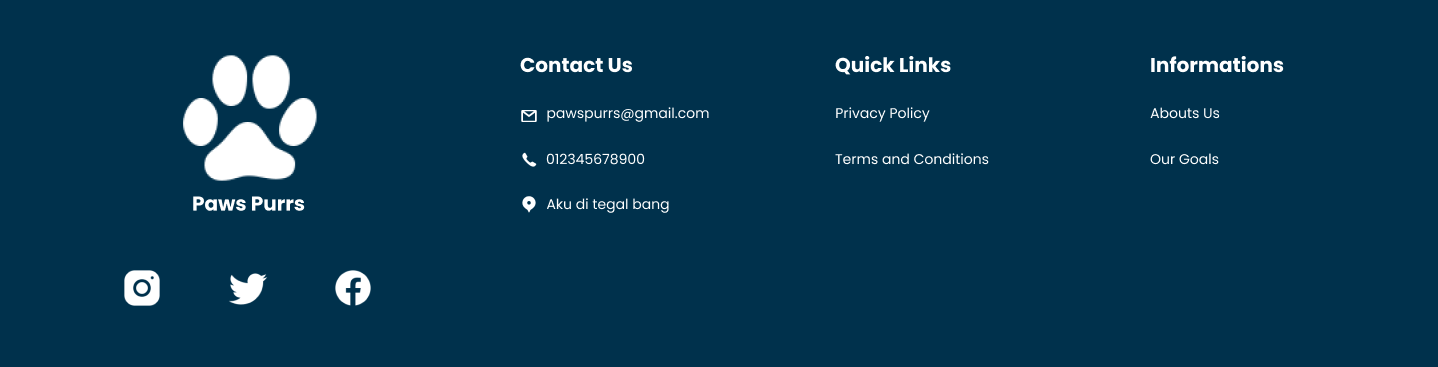 Paws Purrs
Contact Us
pawspurrs@gmail.com
012345678900
Aku di tegal bang
Quick Links
Privacy Policy
Terms and Conditions
Informations
Abouts Us
Our Goals